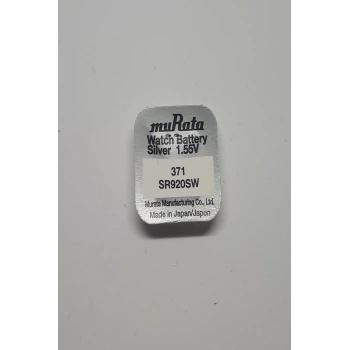 muRata
Watch Battery
Silver 1.55V
371
SR920SW
Murata Manufacturing Co., Ltd.
Made in Japan/Japon